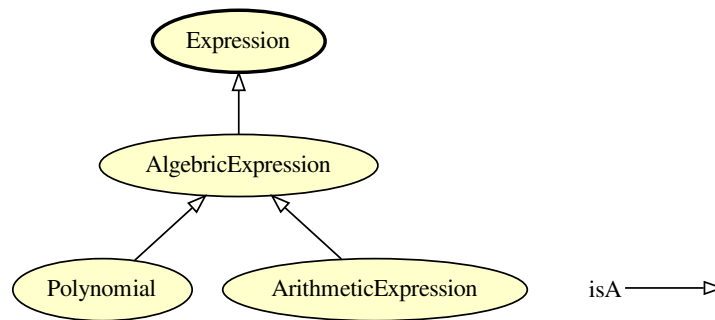 Expression
AlgebricExpression
Polynomial
ArithmeticExpression
isA